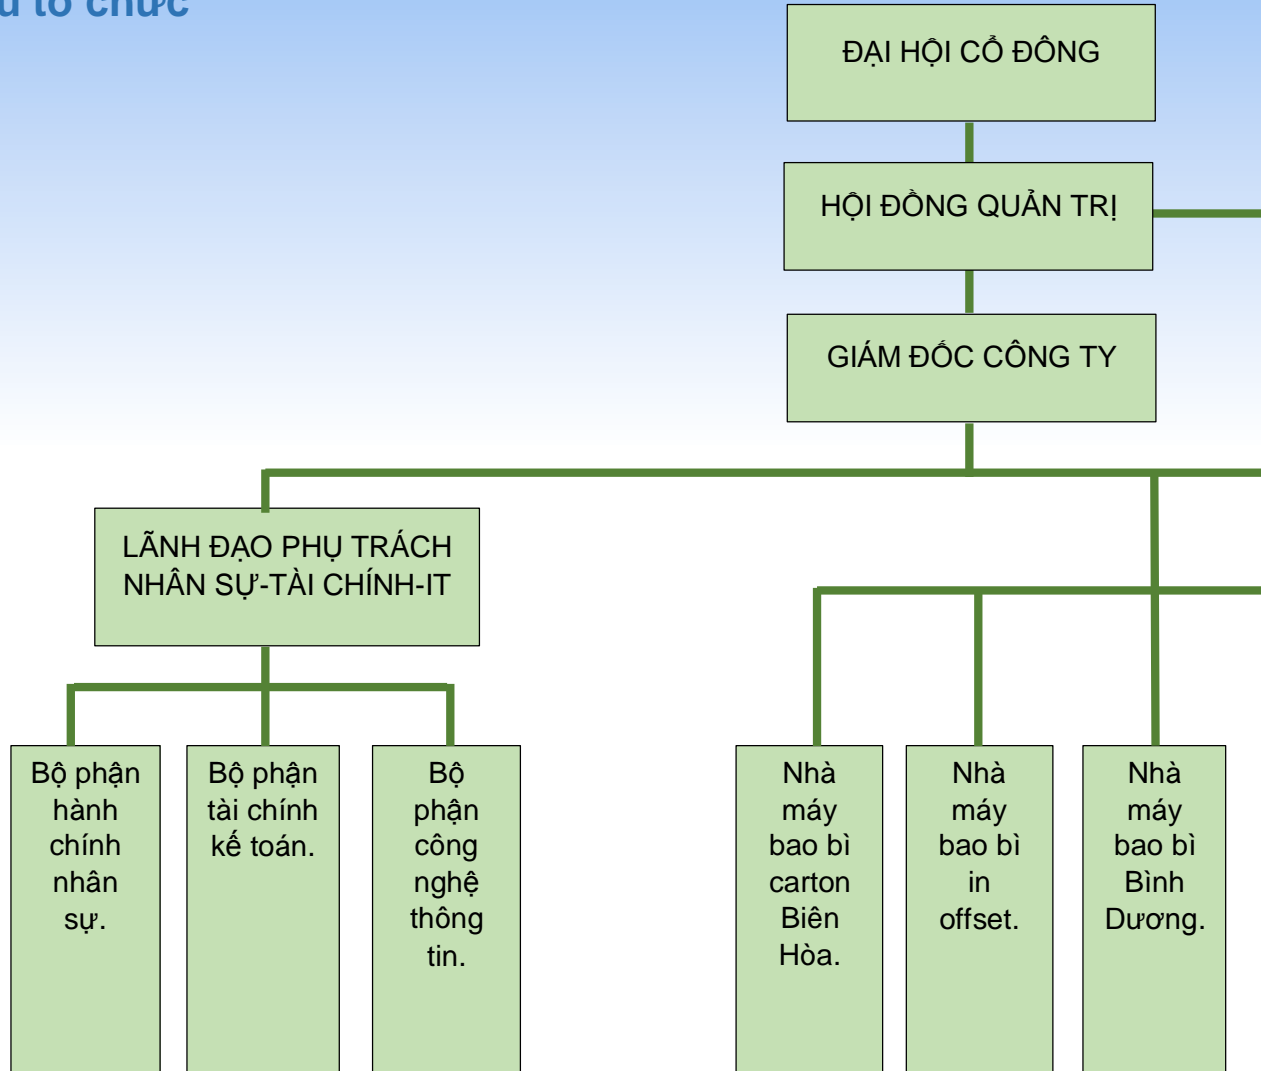 tổ chức
ĐẠI HỘI CỔ ĐÔNG
HỘI ĐỒNG QUẢN TRỊ
GIÁM ĐỐC CÔNG TY
LÃNH ĐẠO PHỤ TRÁCH
NHÂN SỰ-TÀI CHÍNH-IT
Bộ phận
hành
chính
nhân
sự.
Bộ phận
tài chính
kế toán.
Bộ
phận
công
nghệ
thông
tin.
Nhà
máy
bao bì
carton
Biên
Hòa.
Nhà
máy
bao bì
in
offset.
Nhà
máy
bao bì
Bình
Dương.